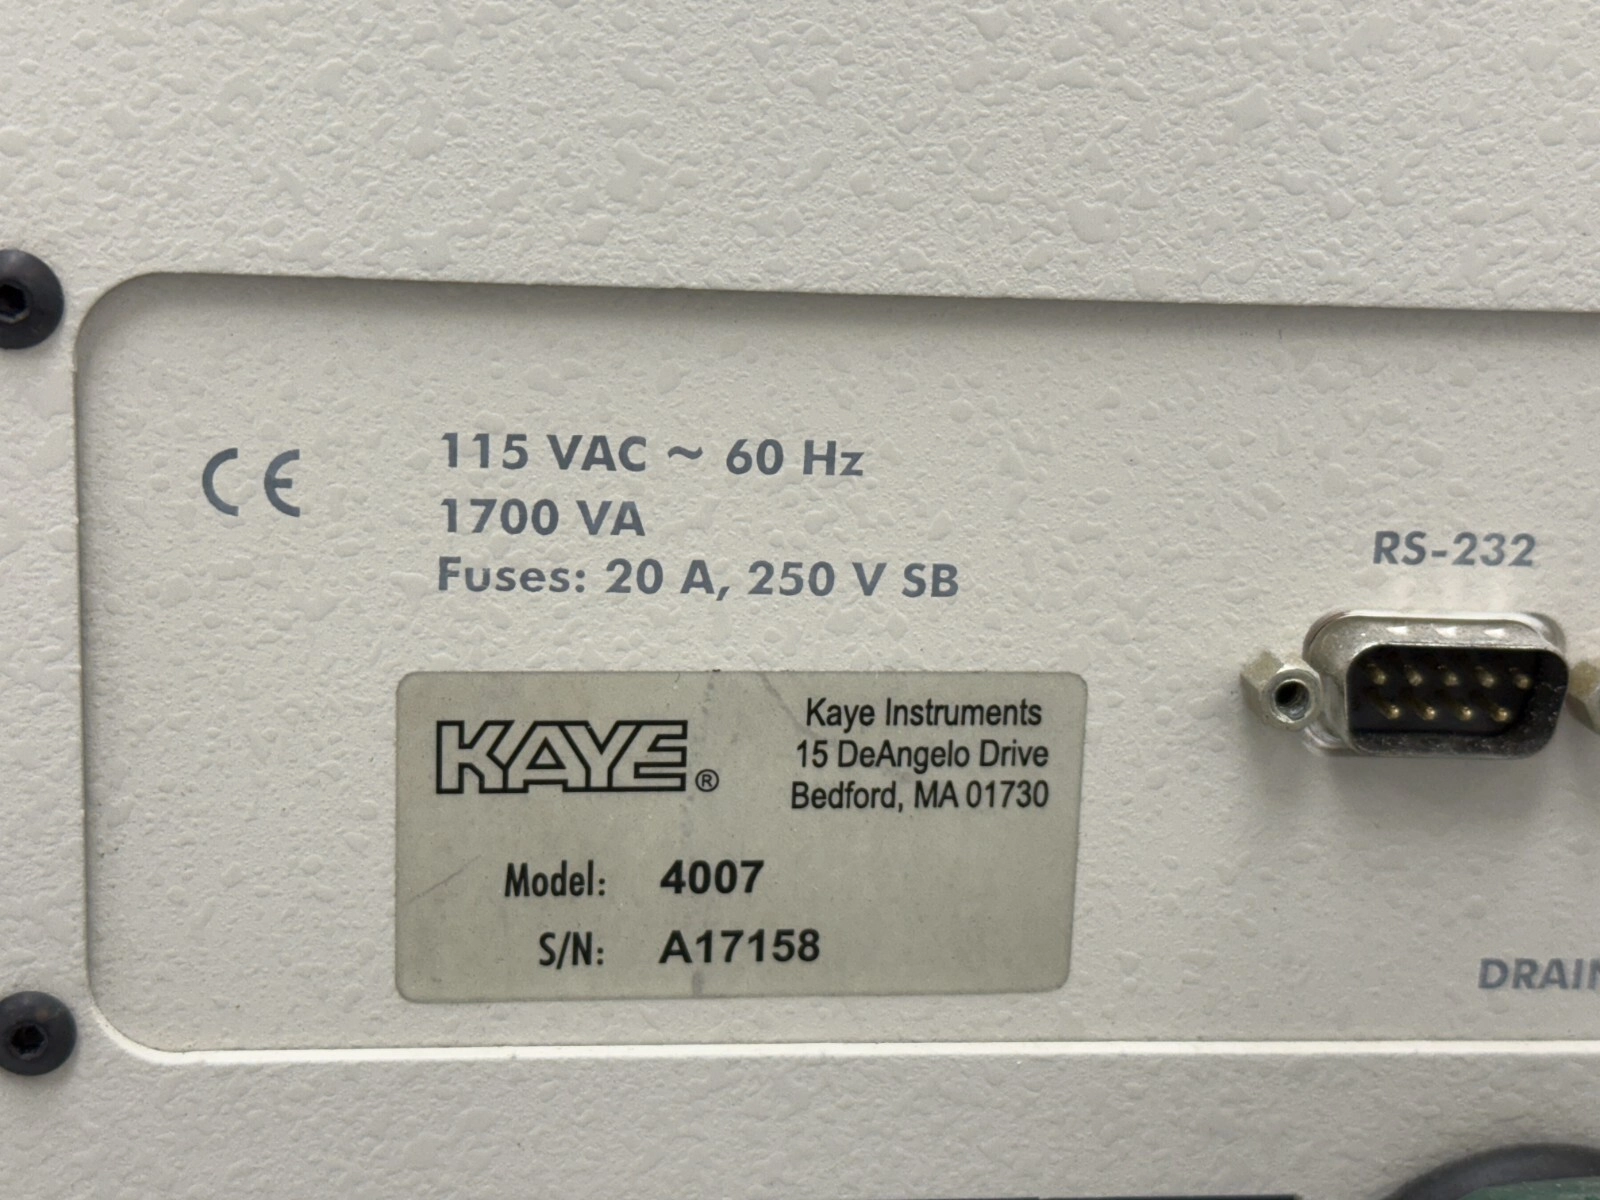 CE
115 VAC ~ 60 Hz
1700 VA
Fuses: 20 A, 250 V SB
RS-232
KAYE®
Kaye Instruments
15 DeAngelo Drive
Bedford, MA 01730
Model: 4007
S/N: A17158
DRAIN